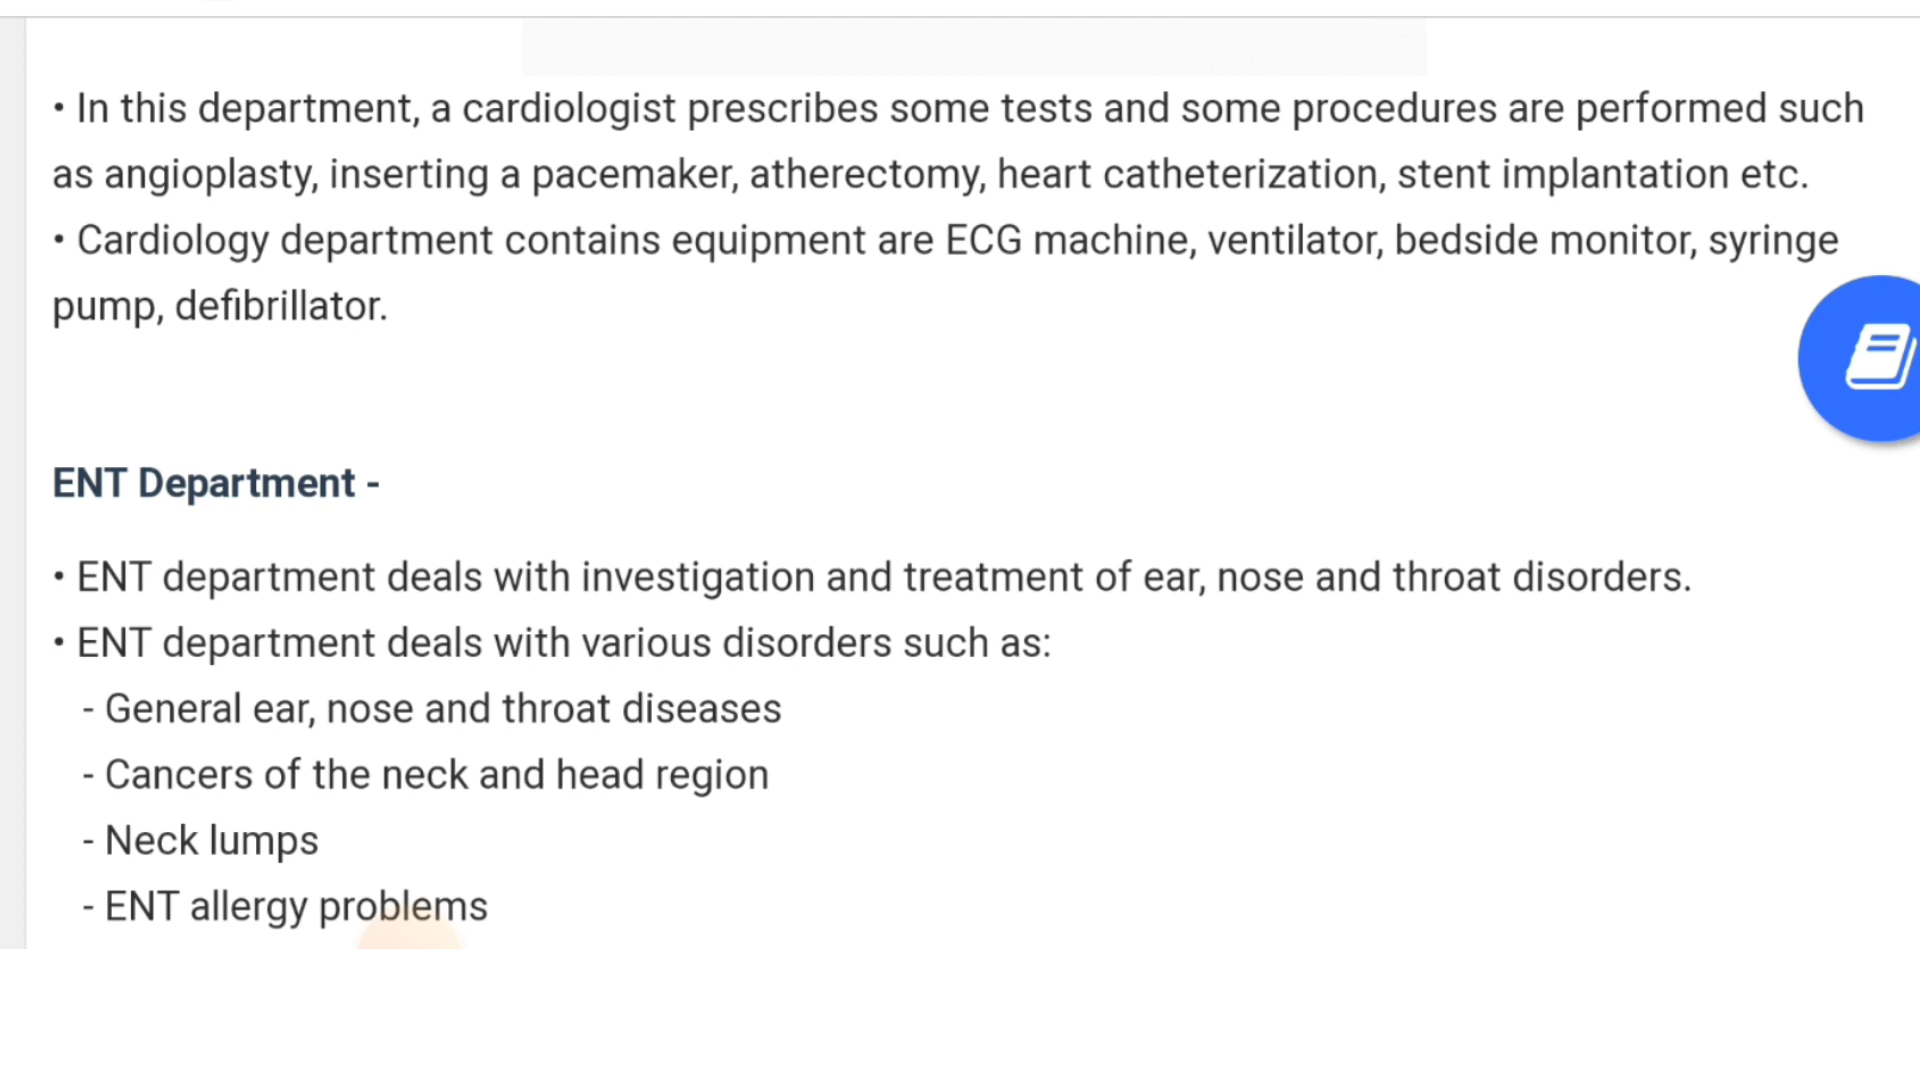 • In this department, a cardiologist prescribes some tests and some procedures are performed such
as angioplasty, inserting a pacemaker, atherectomy, heart catheterization, stent implantation etc.
• Cardiology department contains equipment are ECG machine, ventilator, bedside monitor, syringe
pump, defibrillator.
ENT Department -
• ENT department deals with investigation and treatment of ear, nose and throat disorders.
• ENT department deals with various disorders such as:
- General ear, nose and throat diseases
- Cancers of the neck and head region
- Neck lumps
- ENT allergy problems